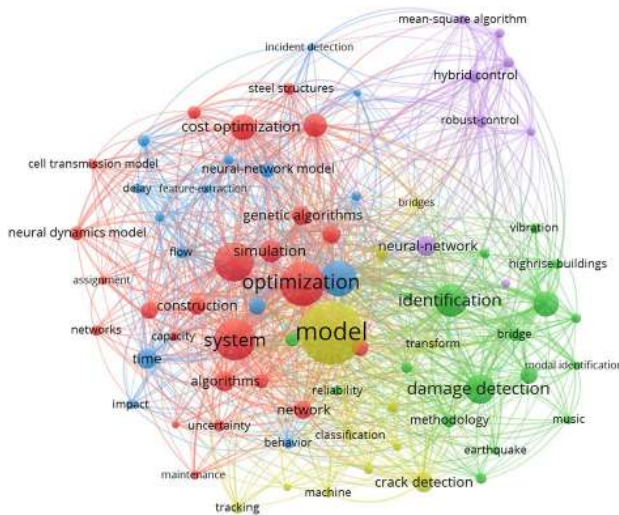 mean-square algorithm
incident detection
hybrid control
steel structures
cost optimization
robust-control
cell transmission model
neural-network model
delay
feature-extraction
bridges
genetic algorithms
vibration
neural dynamics model
neural-network
flow
simulation
highrise buildings
assignment
optimization
identification
construction
networks
capacity
system
model
transform
bridge
time
modal identification
algorithms
reliability
damage detection
impact
network
methodology
music
uncertainty
behavior
classification
earthquake
maintenance
crack detection
machine
tracking